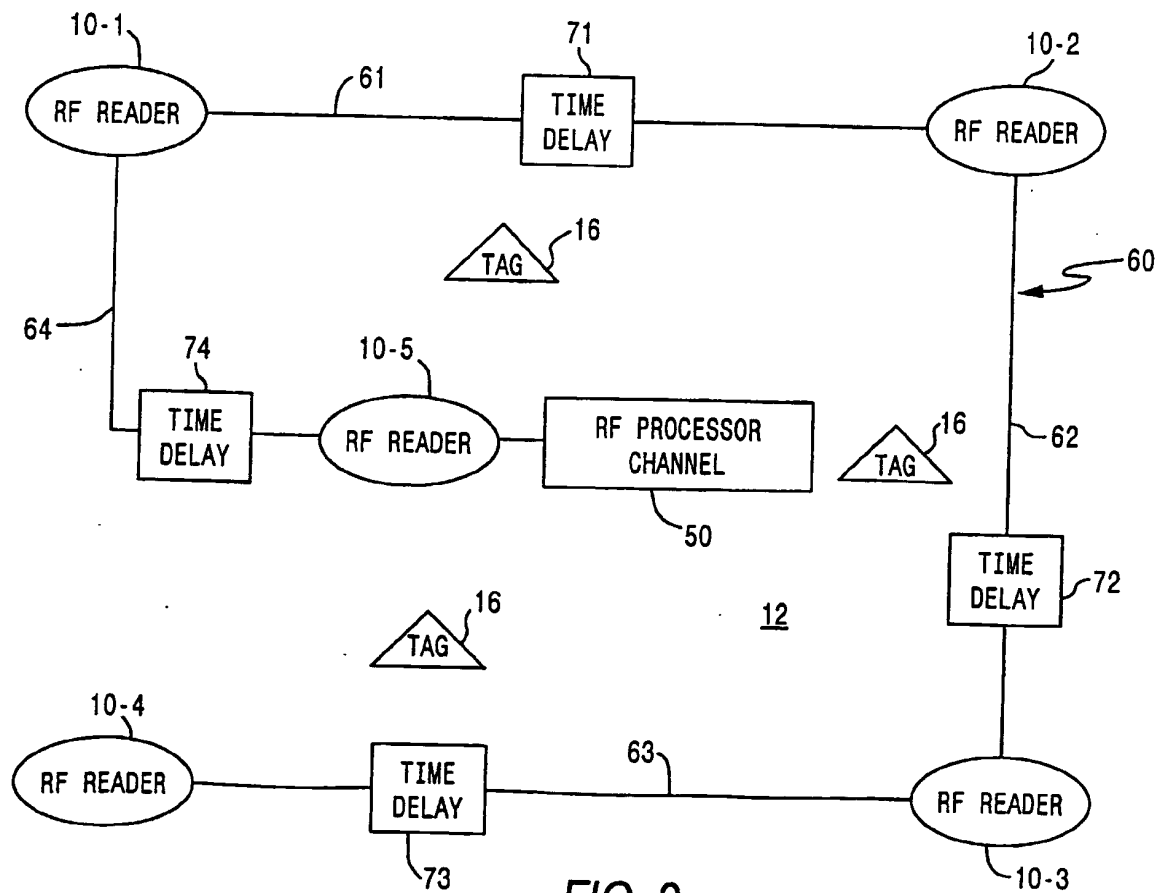 10-1
71
10-2
61
RF READER
TIME
DELAY
RF READER
16
TAG
60
64
74
10-5
TIME
DELAY
RF READER
RF PROCESSOR
CHANNEL
16
TAG
62
50
TIME
DELAY
72
16
TAG
12
10-4
63
RF READER
TIME
DELAY
RF READER
73
10-3